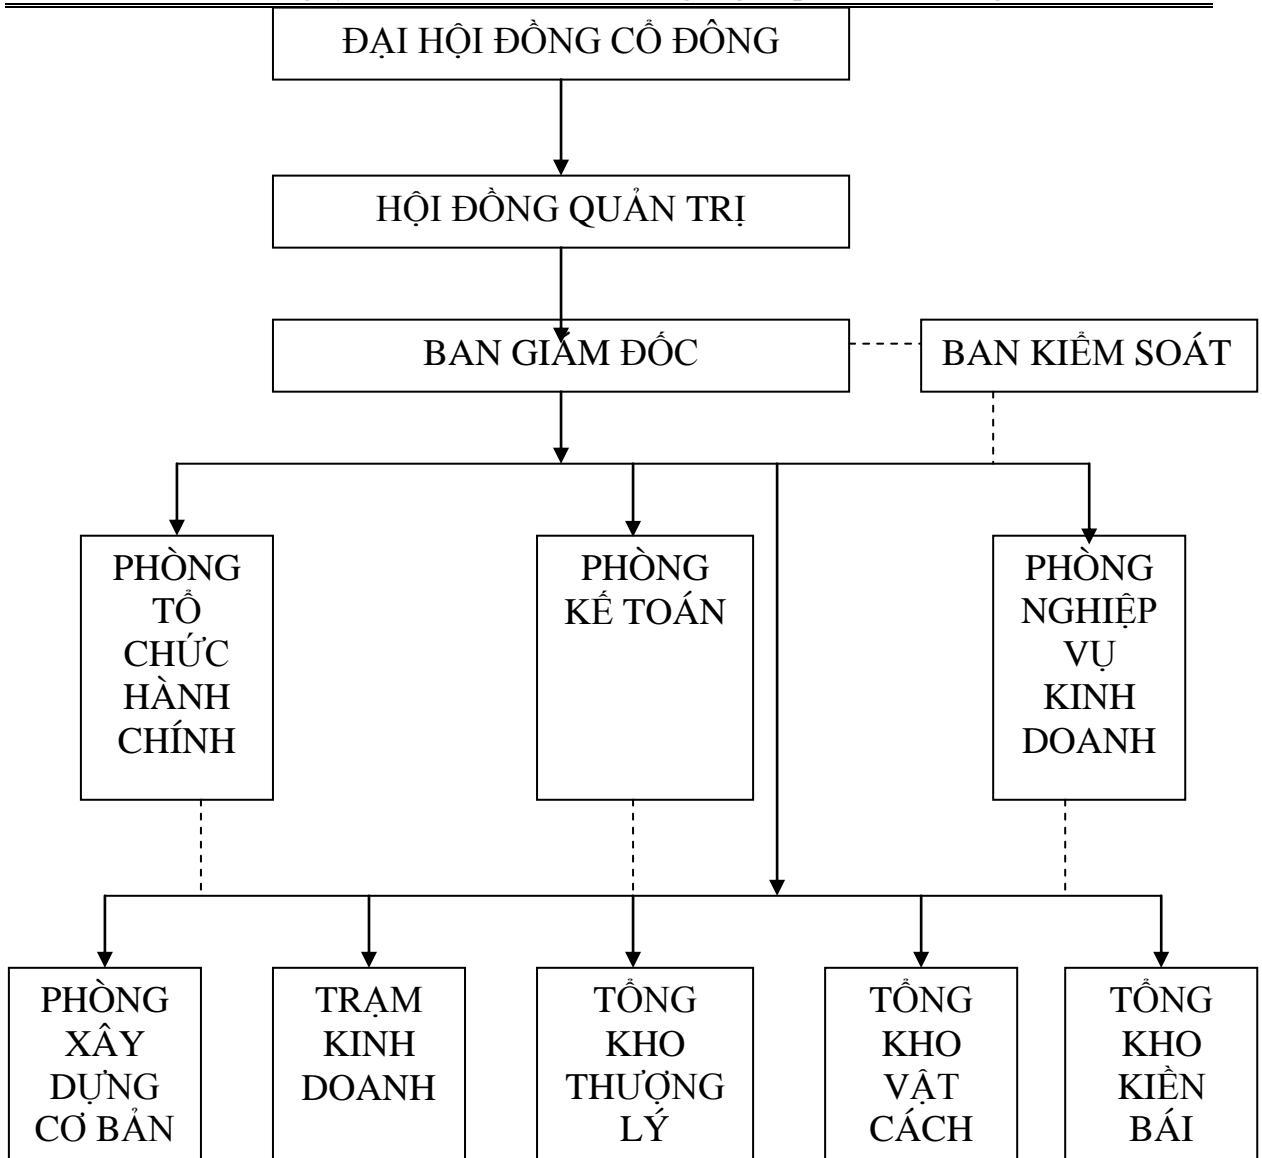 ĐẠI HỘI ĐỒNG CỔ ĐÔNG
HỘI ĐỒNG QUẢN TRỊ
BAN GIÁM ĐỐC
BAN KIỂM SOÁT
PHÒNG
TỔ
CHỨC
HÀNH
CHÍNH
PHÒNG
KẾ TOÁN
PHÒNG
NGHIỆP
VỤ
KINH
DOANH
PHÒNG
XÂY
DỰNG
CƠ BẢN
TRẠM
KINH
DOANH
TỔNG
KHO
THƯỢNG
LÝ
TỔNG
KHO
VẬT
CÁCH
TỔNG
KHO
KIỀN
BÁI